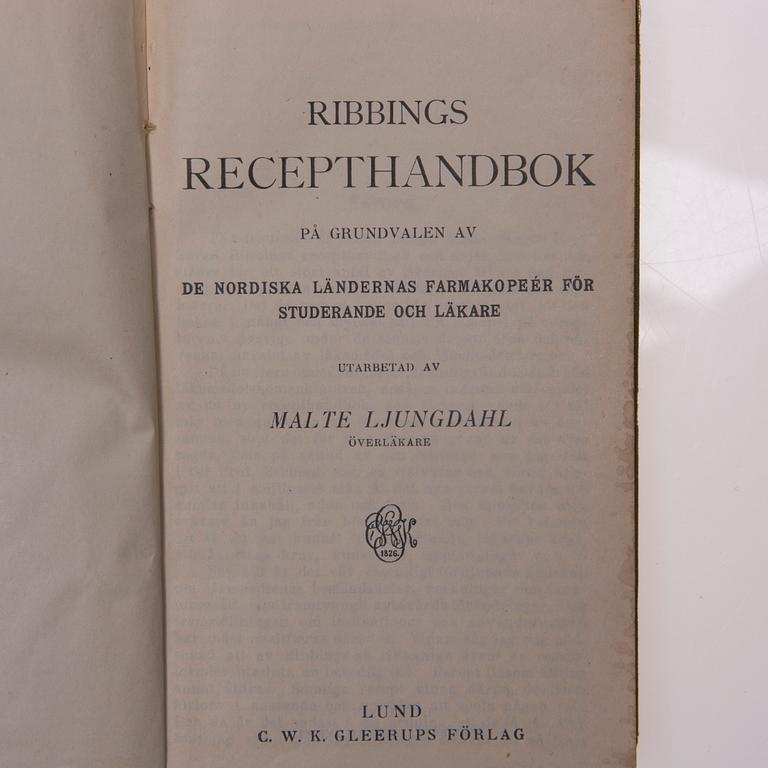 RIBBINGS
RECEPTHANDBOK
PÅ GRUNDVALEN AV
DE NORDISKA LÄNDERNAS FARMAKOPEÉR FÖR
STUDERANDE OCH LÄKARE
UTARBETAD AV
MALTE LJUNGDAHL
ÖVERLÄKARE
1826.
LUND
C. W. K. GLEERUPS FÖRLAG